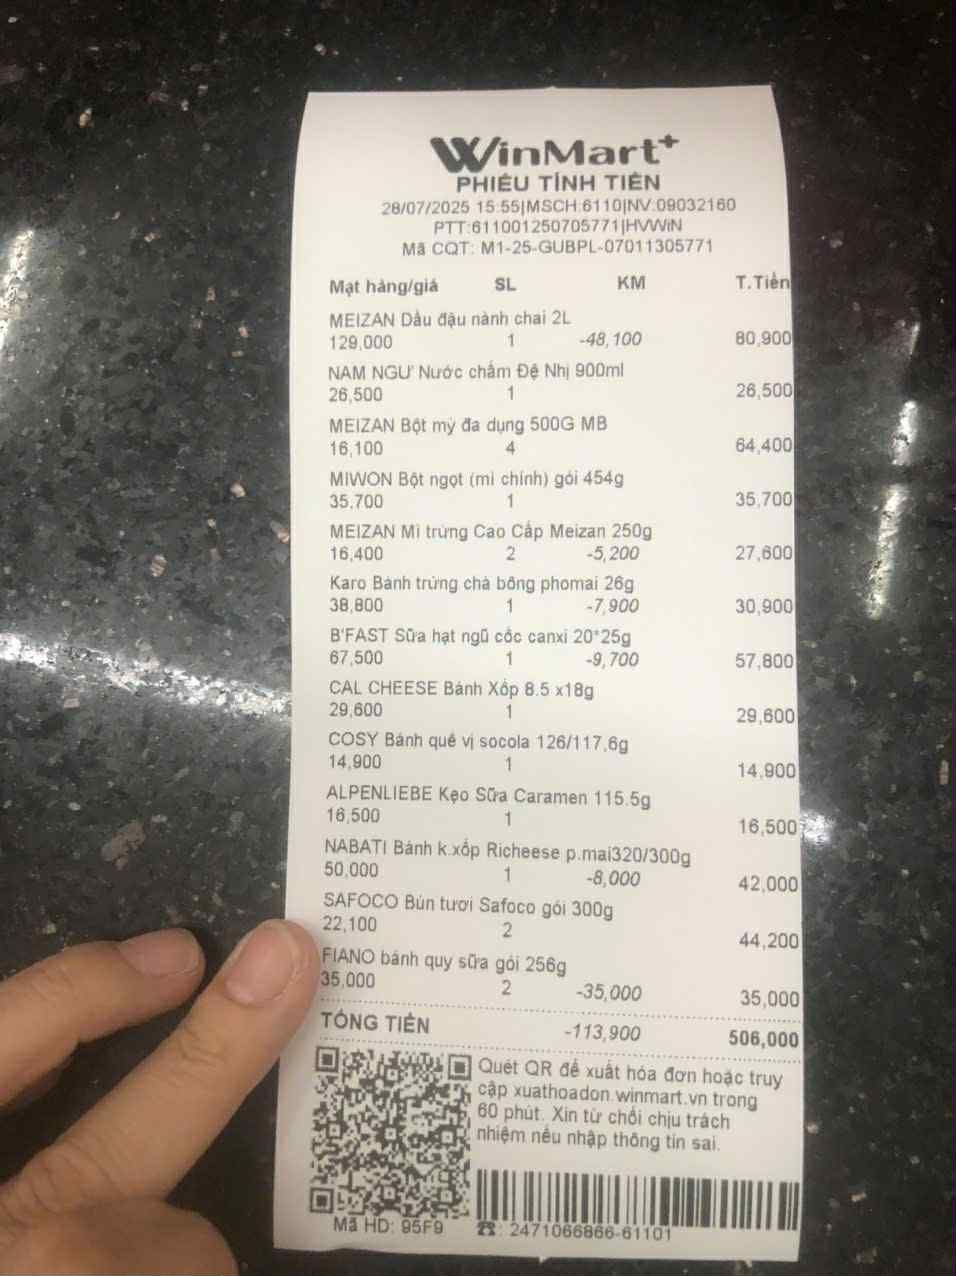 WinMart+
PHIẾU TÍNH TIỀN
28/07/2025 15:55|MSCH:6110|NV:09032160
PTT:611001250705771|HVWiN
Mã CQT: M1-25-GUBPL-07011305771
Mặt hàng/giá SL KM T.Tiền
MEIZAN Dầu đậu nành chai 2L
129,000 1 -48,100 80,900
NAM NGƯ Nước chấm Đệ Nhị 900ml
26,500 1 26,500
MEIZAN Bột mỳ đa dụng 500G MB
16,100 4 64,400
MIWON Bột ngọt (mì chính) gói 454g
35,700 1 35,700
MEIZAN Mì trứng Cao Cấp Meizan 250g
16,400 2 -5,200 27,600
Karo Bánh trứng chà bông phomai 26g
38,800 1 -7,900 30,900
B'FAST Sữa hạt ngũ cốc canxi 20*25g
67,500 1 -9,700 57,800
CAL CHEESE Bánh Xốp 8.5 x18g
29,600 1 29,600
COSY Bánh quế vị socola 126/117,6g
14,900 1 14,900
ALPENLIEBE Kẹo Sữa Caramen 115.5g
16,500 1 16,500
NABATI Bánh k.xốp Richeese p.mai320/300g
50,000 1 -8,000 42,000
SAFOCO Bún tươi Safoco gói 300g
22,100 2 44,200
FIANO bánh quy sữa gói 256g
35,000 2 -35,000 35,000
TỔNG TIỀN -113,900 506,000
Quét QR để xuất hóa đơn hoặc truy
cập xuathoadon.winmart.vn trong
60 phút. Xin từ chối chịu trách
nhiệm nếu nhập thông tin sai.
Mã HD: 95F9 ☎: 2471066866-61101